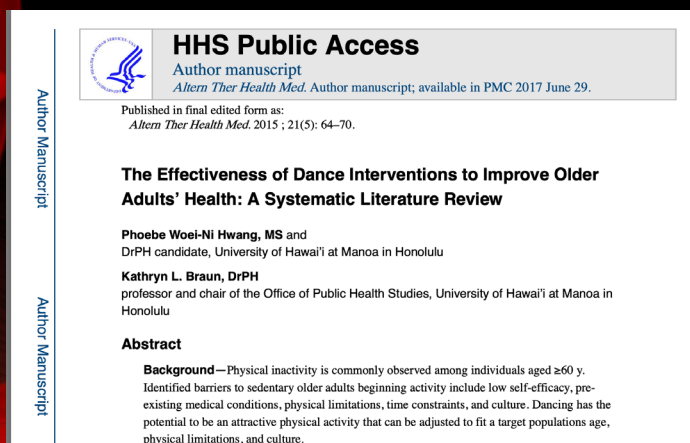 HHS Public Access
Author manuscript
Altern Ther Health Med. Author manuscript; available in PMC 2017 June 29.
Published in final edited form as:
Altern Ther Health Med. 2015 ; 21(5): 64–70.
The Effectiveness of Dance Interventions to Improve Older
Adults’ Health: A Systematic Literature Review
Phoebe Woei-Ni Hwang, MS and
DrPH candidate, University of Hawai’i at Manoa in Honolulu
Kathryn L. Braun, DrPH
professor and chair of the Office of Public Health Studies, University of Hawai’i at Manoa in
Honolulu
Abstract
Background—Physical inactivity is commonly observed among individuals aged ≥60 y.
Identified barriers to sedentary older adults beginning activity include low self-efficacy, pre-
existing medical conditions, physical limitations, time constraints, and culture. Dancing has the
potential to be an attractive physical activity that can be adjusted to fit a target populations age,
physical limitations, and culture.
Author Manuscript
Author Manuscript